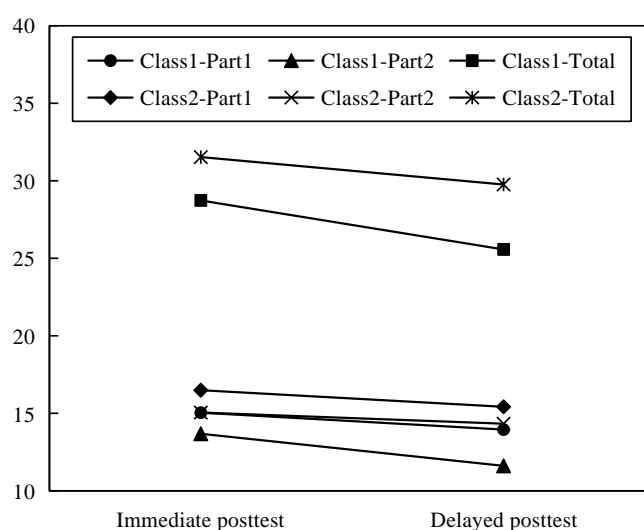 40
Class1-Part1 Class1-Part2 Class1-Total
Class2-Part1 Class2-Part2 Class2-Total
35
30
25
20
15
10
Immediate posttest Delayed posttest